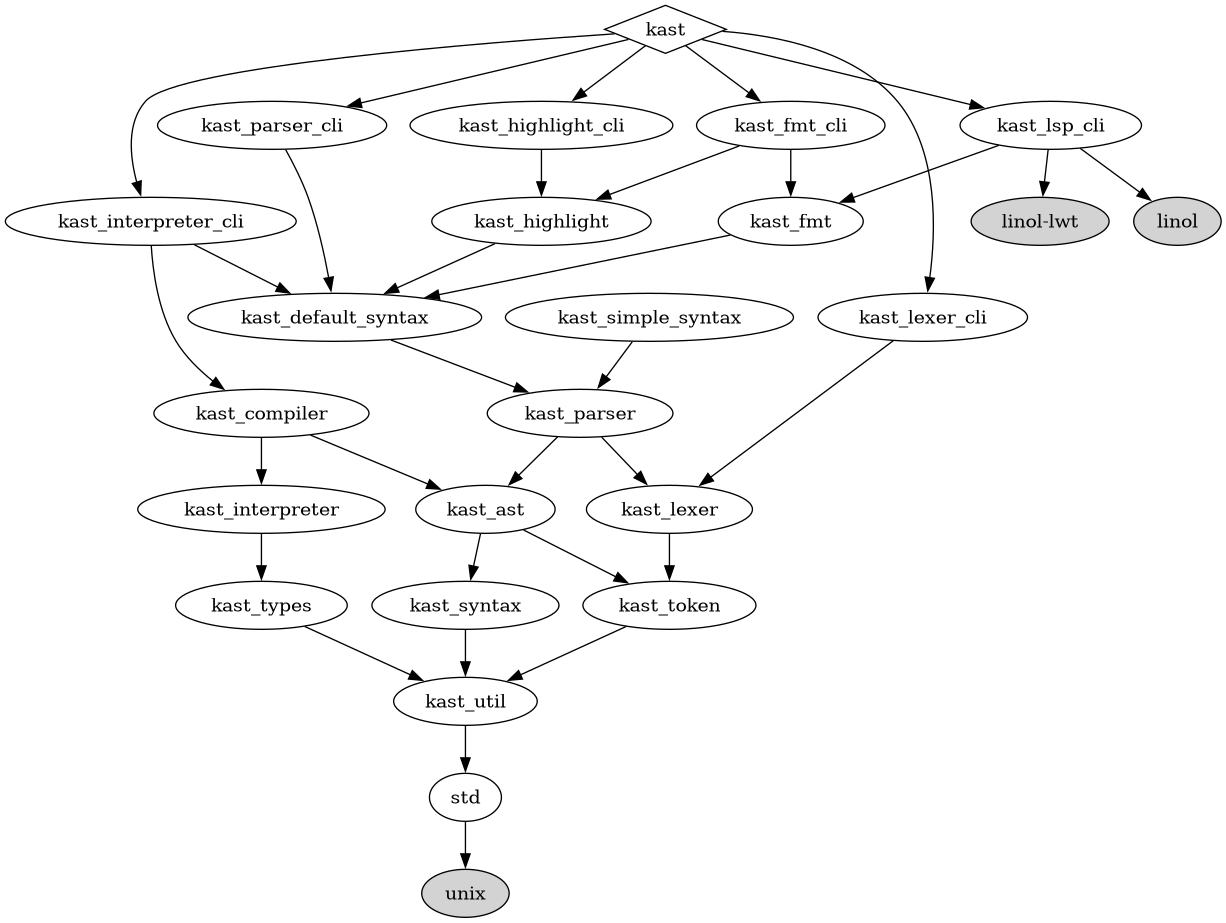 kast
kast_parser_cli
kast_highlight_cli
kast_fmt_cli
kast_lsp_cli
kast_interpreter_cli
kast_highlight
kast_fmt
linol-lwt
linol
kast_default_syntax
kast_simple_syntax
kast_lexer_cli
kast_compiler
kast_parser
kast_interpreter
kast_ast
kast_lexer
kast_types
kast_syntax
kast_token
kast_util
std
unix